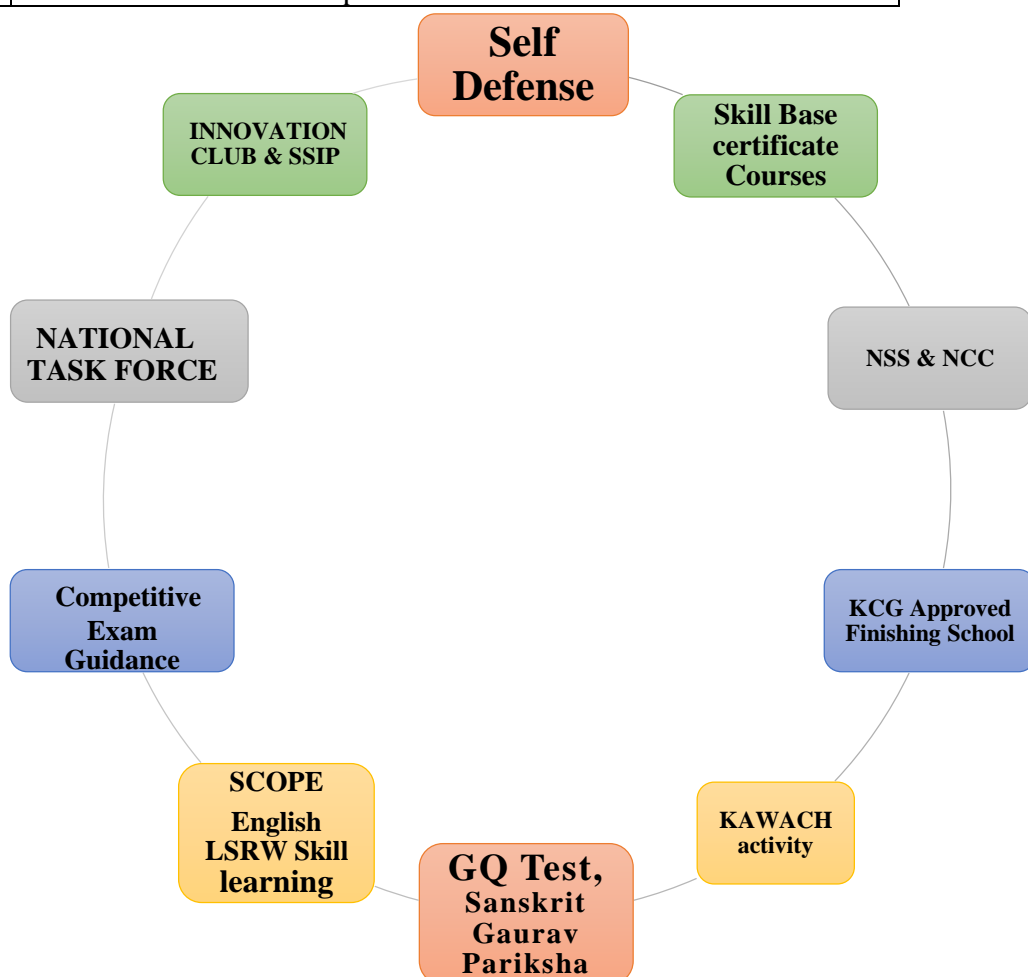 Self
Defense
Skill Base
certificate
Courses
NSS & NCC
KCG Approved
Finishing School
KAWACH
activity
GQ Test,
Sanskrit
Gaurav
Pariksha
SCOPE
English
LSRW Skill
learning
Competitive
Exam
Guidance
NATIONAL
TASK FORCE
INNOVATION
CLUB & SSIP